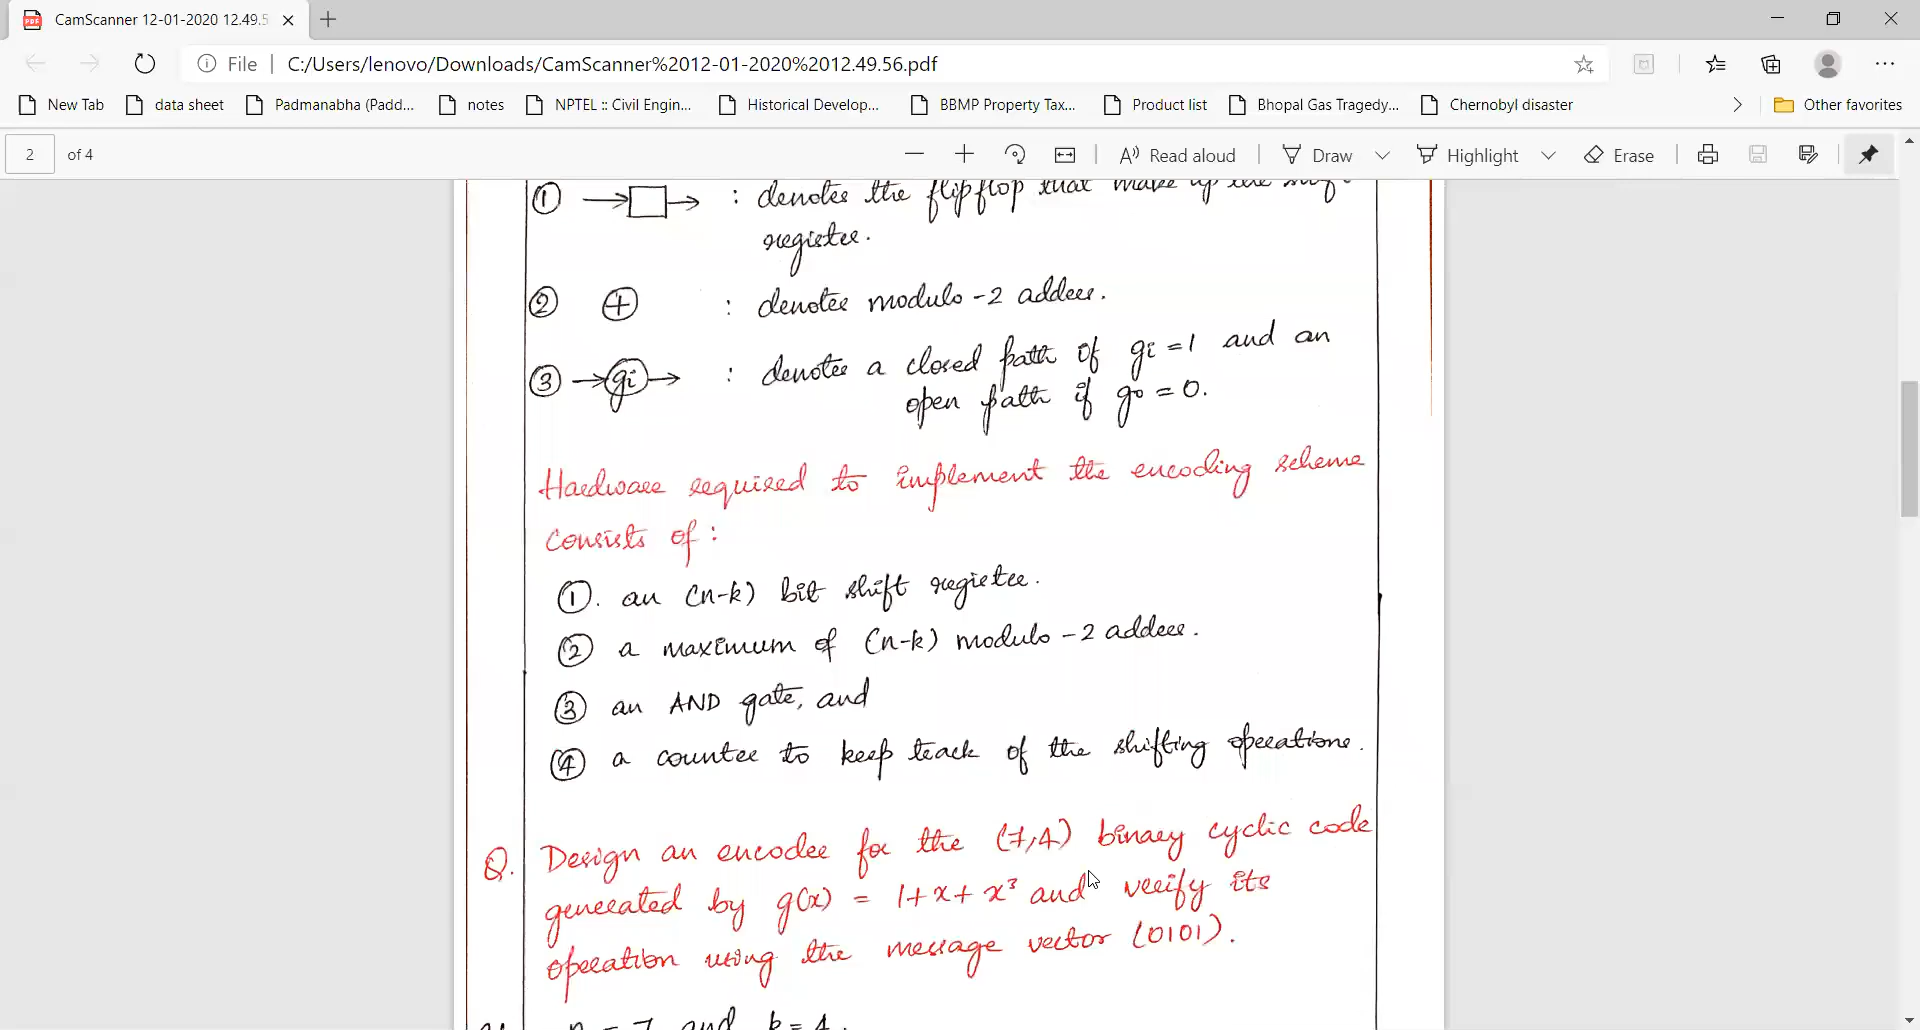 CamScanner 12-01-2020 12.49.5
File | C:/Users/lenovo/Downloads/CamScanner%2012-01-2020%2012.49.56.pdf
New Tab data sheet Padmanabha (Padd... notes NPTEL :: Civil Engin... Historical Develop... BBMP Property Tax... Product list Bhopal Gas Tragedy... Chernobyl disaster Other favorites
2 of 4 Read aloud Draw Highlight Erase
① : denotes the flipflop that make up the shift
register.
② + : denotes modulo-2 adder.
③ gi : denotes a closed path if gi = 1 and an
open path if g0 = 0.
Hardware required to implement the encoding scheme
consists of :
①. an (n-k) bit shift register.
② a maximum of (n-k) modulo-2 adder.
③ an AND gate, and
④ a counter to keep track of the shifting operations.
Q. Design an encoder for the (7,4) binary cyclic code
generated by g(x) = 1+x+x³ and verify its
operation using the message vector (0101).
n = 7 and k = 4.